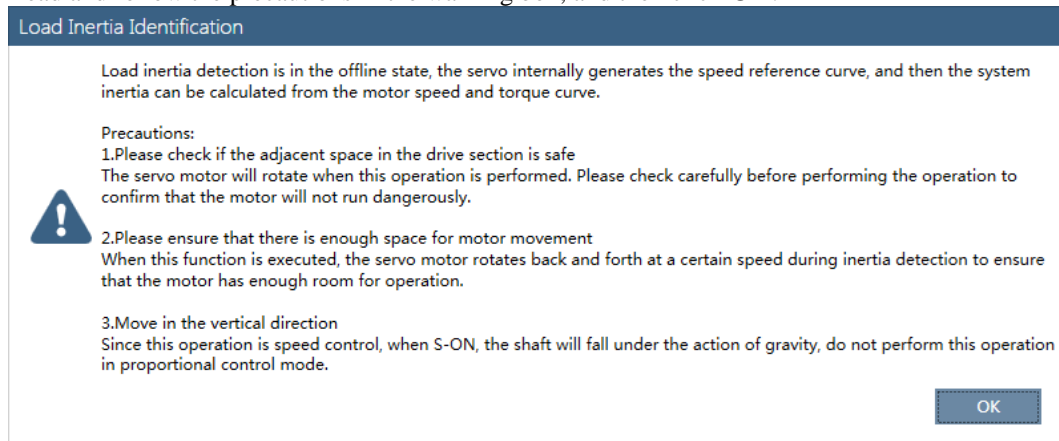 Load Inertia Identification
Load inertia detection is in the offline state, the servo internally generates the speed reference curve, and then the system
inertia can be calculated from the motor speed and torque curve.
Precautions:
1.Please check if the adjacent space in the drive section is safe
The servo motor will rotate when this operation is performed. Please check carefully before performing the operation to
confirm that the motor will not run dangerously.
2.Please ensure that there is enough space for motor movement
When this function is executed, the servo motor rotates back and forth at a certain speed during inertia detection to ensure
that the motor has enough room for operation.
3.Move in the vertical direction
Since this operation is speed control, when S-ON, the shaft will fall under the action of gravity, do not perform this operation
in proportional control mode.
OK